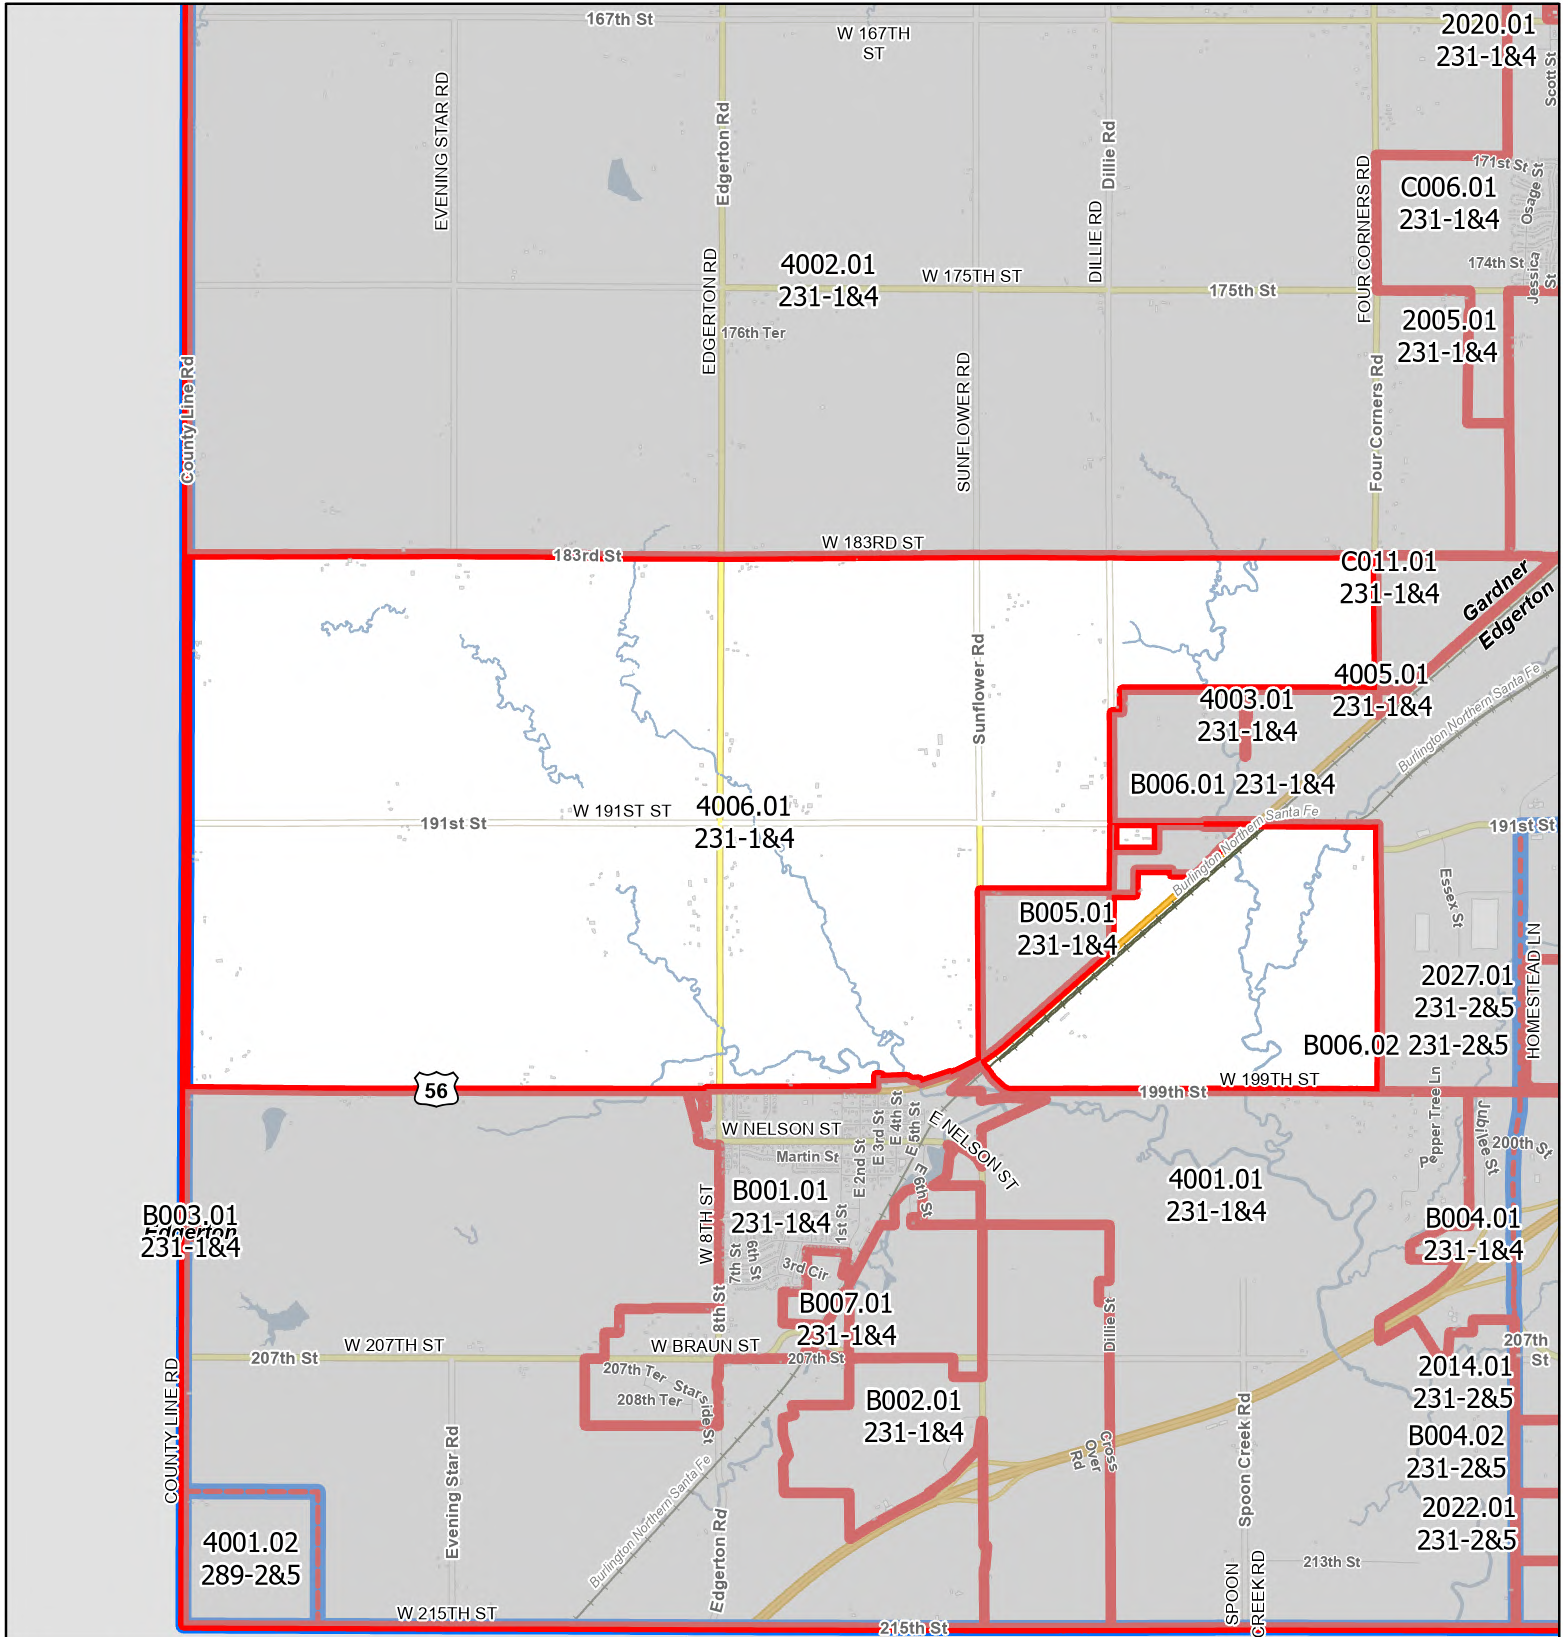 167th St
W 167TH
ST
2020.01
231-1&4
Scott St
EVENING STAR RD
Edgerton Rd
Dillie Rd
DILLIE RD
FOUR CORNERS RD
171st St
C006.01
231-1&4
Osage St
174th St
Jessica
St
4002.01
231-1&4
W 175TH ST
175th St
EDGERTON RD
176th Ter
2005.01
231-1&4
County Line Rd
SUNFLOWER RD
Four Corners Rd
W 183RD ST
183rd St
C011.01
231-1&4
Gardner
Edgerton
Sunflower Rd
4005.01
231-1&4
4003.01
231-1&4
Burlington Northern Santa Fe
B006.01 231-1&4
W 191ST ST
191st St
4006.01
231-1&4
Burlington Northern Santa Fe
191st St
Essex St
B005.01
231-1&4
HOMESTEAD LN
2027.01
231-2&5
B006.02 231-2&5
W 199TH ST
199th St
56
Pepper Tree Ln
Jubilee St
200th St
W NELSON ST
Martin St
E 2nd St
E 3rd St
E 4th St
E 5th St
E NELSON ST
E 6th St
W 8TH ST
B001.01
231-1&4
1st St
4001.01
231-1&4
B003.01
Edgerton
231-1&4
B004.01
231-1&4
7th St
6th St
3rd Cir
8th St
B007.01
231-1&4
Dillie St
W 207TH ST
207th St
W BRAUN ST
207th St
207th
St
207th Ter
208th Ter
Starside St
2014.01
231-2&5
COUNTY LINE RD
B002.01
231-1&4
Evening Star Rd
Cross
Over
Rd
Spoon Creek Rd
B004.02
231-2&5
Burlington Northern Santa Fe
Edgerton Rd
2022.01
231-2&5
4001.02
289-2&5
213th St
SPOON
CREEK RD
W 215TH ST
215th St